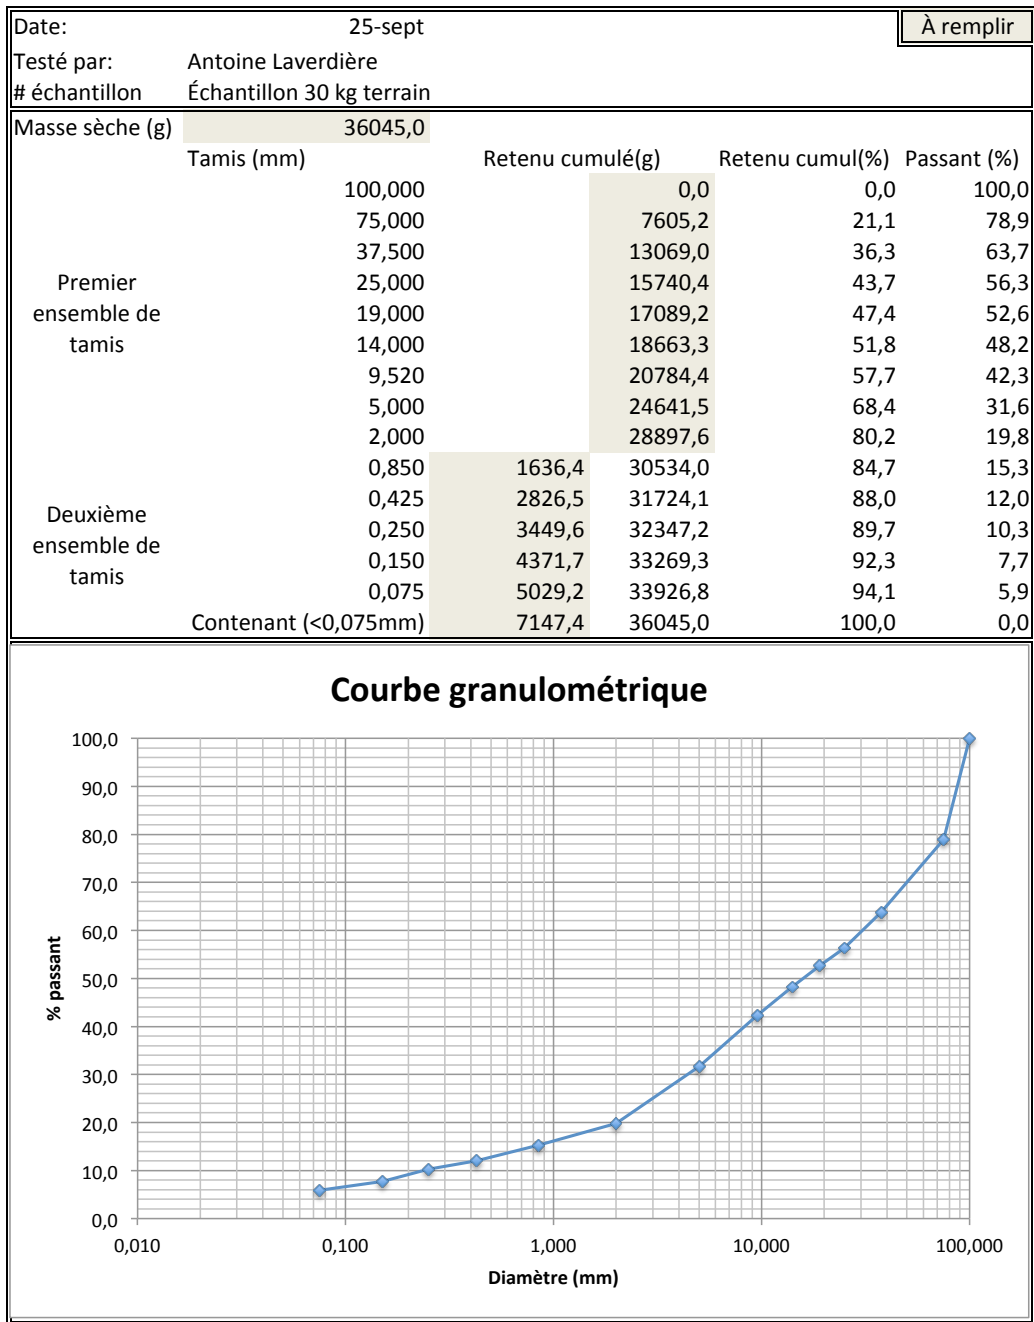 Date: 25-sept À remplir
Testé par: Antoine Laverdière
# échantillon Échantillon 30 kg terrain
Masse sèche (g) 36045,0
Tamis (mm) Retenu cumulé(g) Retenu cumul(%) Passant (%)
100,000 0,0 0,0 100,0
75,000 7605,2 21,1 78,9
37,500 13069,0 36,3 63,7
Premier 25,000 15740,4 43,7 56,3
ensemble de 19,000 17089,2 47,4 52,6
tamis 14,000 18663,3 51,8 48,2
9,520 20784,4 57,7 42,3
5,000 24641,5 68,4 31,6
2,000 28897,6 80,2 19,8
0,850 1636,4 30534,0 84,7 15,3
Deuxième 0,425 2826,5 31724,1 88,0 12,0
ensemble de 0,250 3449,6 32347,2 89,7 10,3
tamis 0,150 4371,7 33269,3 92,3 7,7
0,075 5029,2 33926,8 94,1 5,9
Contenant (<0,075mm) 7147,4 36045,0 100,0 0,0
Courbe granulométrique
100,0
90,0
80,0
70,0
60,0
50,0
40,0
30,0
20,0
10,0
0,0
% passant
0,010 0,100 1,000 10,000 100,000
Diamètre (mm)